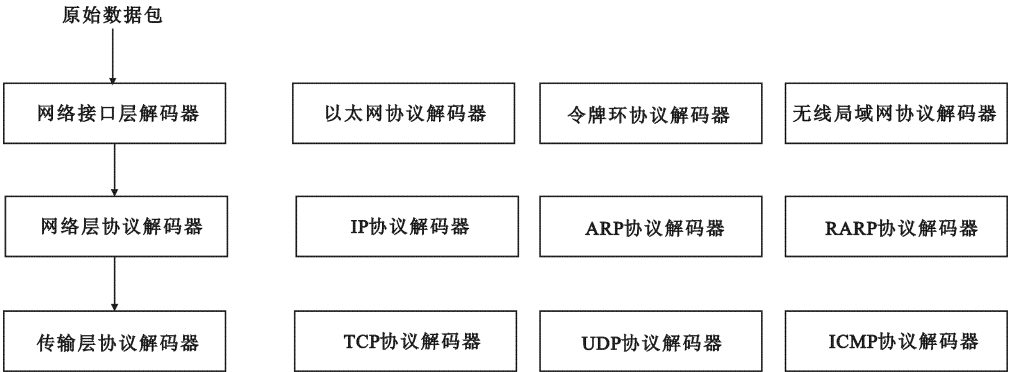 原始数据包
网络接口层解码器
以太网协议解码器
令牌环协议解码器
无线局域网协议解码器
网络层协议解码器
IP协议解码器
ARP协议解码器
RARP协议解码器
传输层协议解码器
TCP协议解码器
UDP协议解码器
ICMP协议解码器